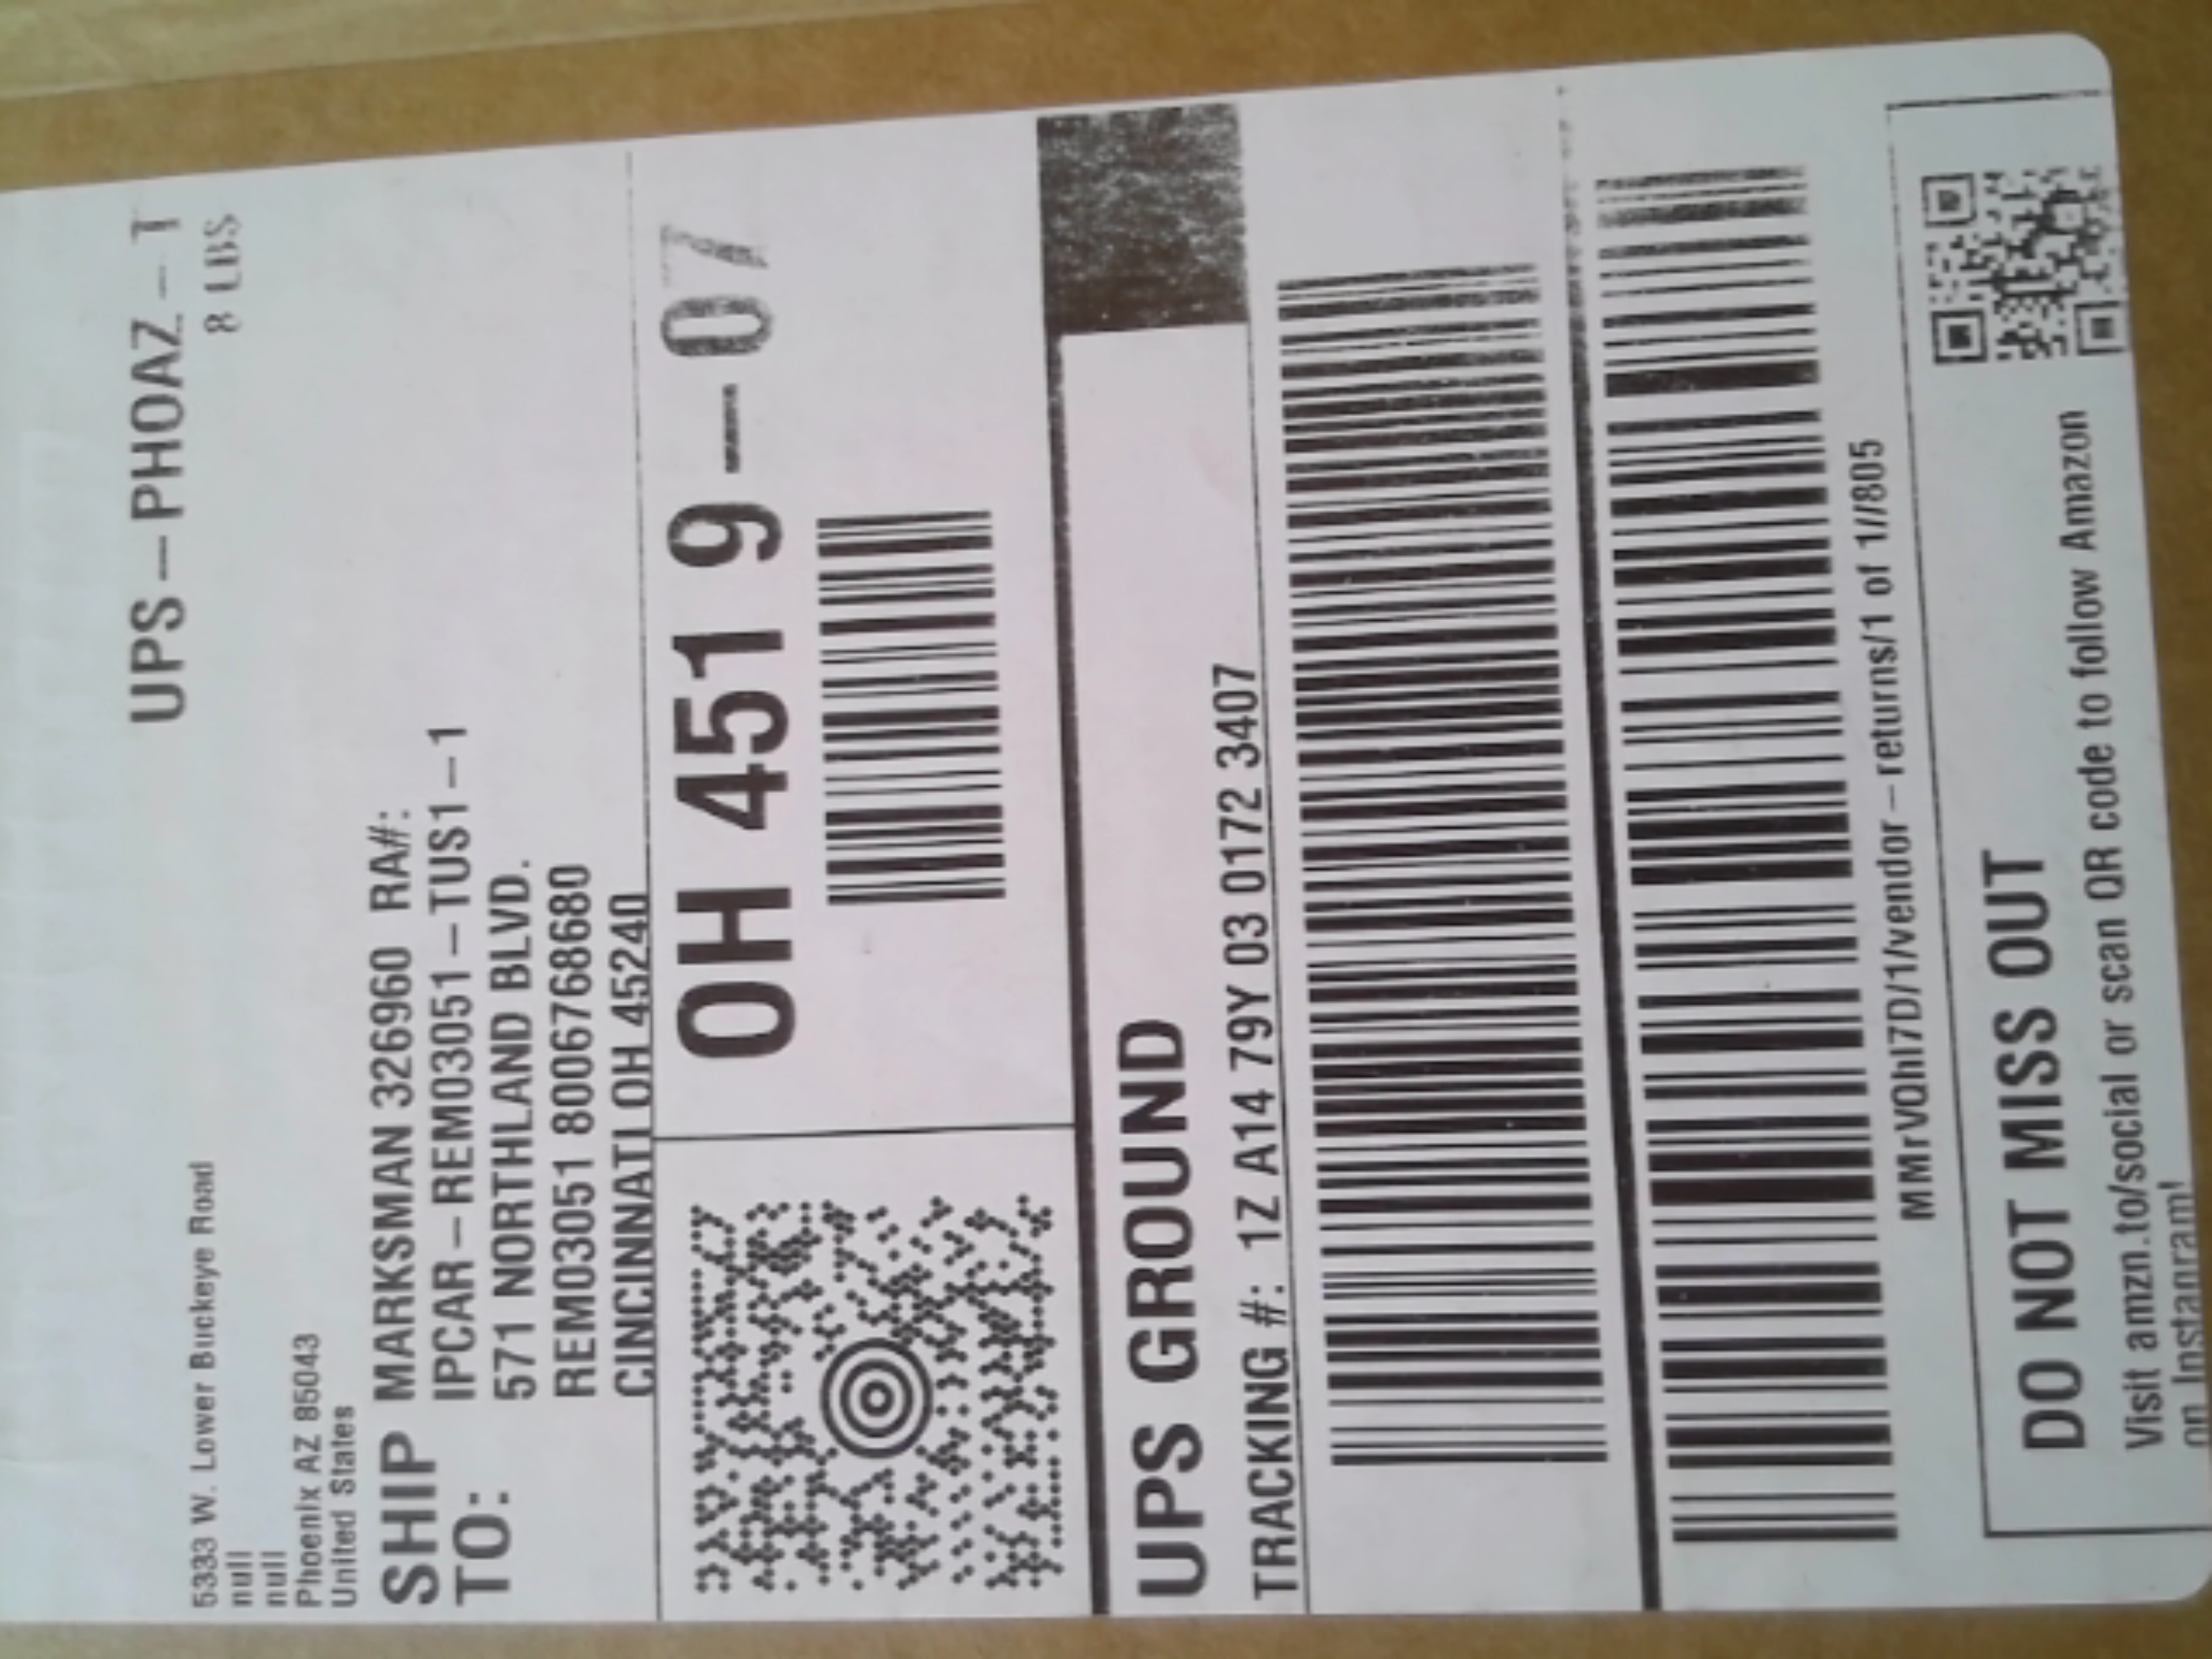 5333 W. Lower Buckeye Road
null
null
Phoenix AZ 85043
United States
UPS-PHOAZ-T
8 LBS
SHIP TO:
MARKSMAN 326960 RA#:
IPCAR-REM03051-TUS1-1
571 NORTHLAND BLVD.
REM03051 8006768680
CINCINNATI OH 45240
OH 451 9-07
UPS GROUND
TRACKING #: 1Z A14 79Y 03 0172 3407
MMrVQhl7D/1/vendor-returns/1 of 1//805
DO NOT MISS OUT
Visit amzn.to/social or scan QR code to follow Amazon
on Instagram!